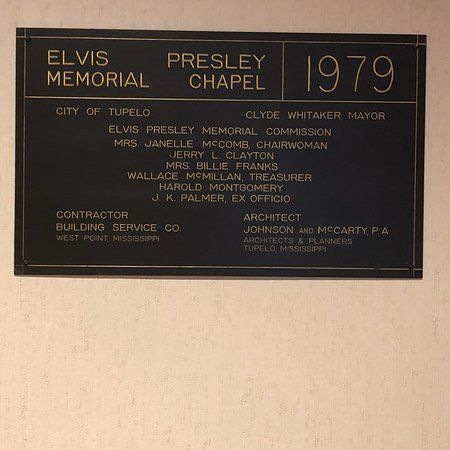 ELVIS PRESLEY
MEMORIAL CHAPEL
1979
CITY OF TUPELO
CLYDE WHITAKER, MAYOR
ELVIS PRESLEY MEMORIAL COMMISSION
MRS. JANELLE McCOMB, CHAIRWOMAN
JERRY L. CLAYTON
MRS. BILLIE FRANKS
WALLACE McMILLAN, TREASURER
HAROLD MONTGOMERY
J. K. PALMER, EX OFFICIO
CONTRACTOR
BUILDING SERVICE CO.
WEST POINT, MISSISSIPPI
ARCHITECT
JOHNSON AND McCARTY, P.A.
ARCHITECTS & PLANNERS
TUPELO, MISSISSIPPI